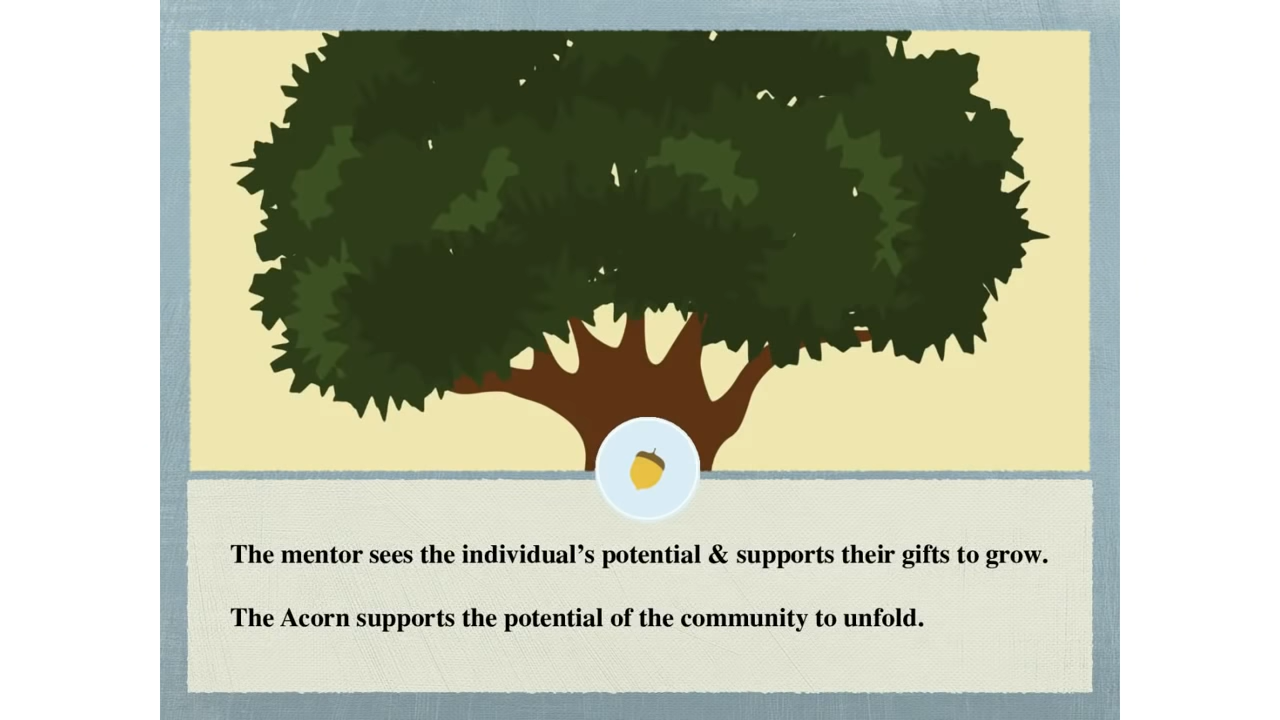 The mentor sees the individual’s potential & supports their gifts to grow.
The Acorn supports the potential of the community to unfold.